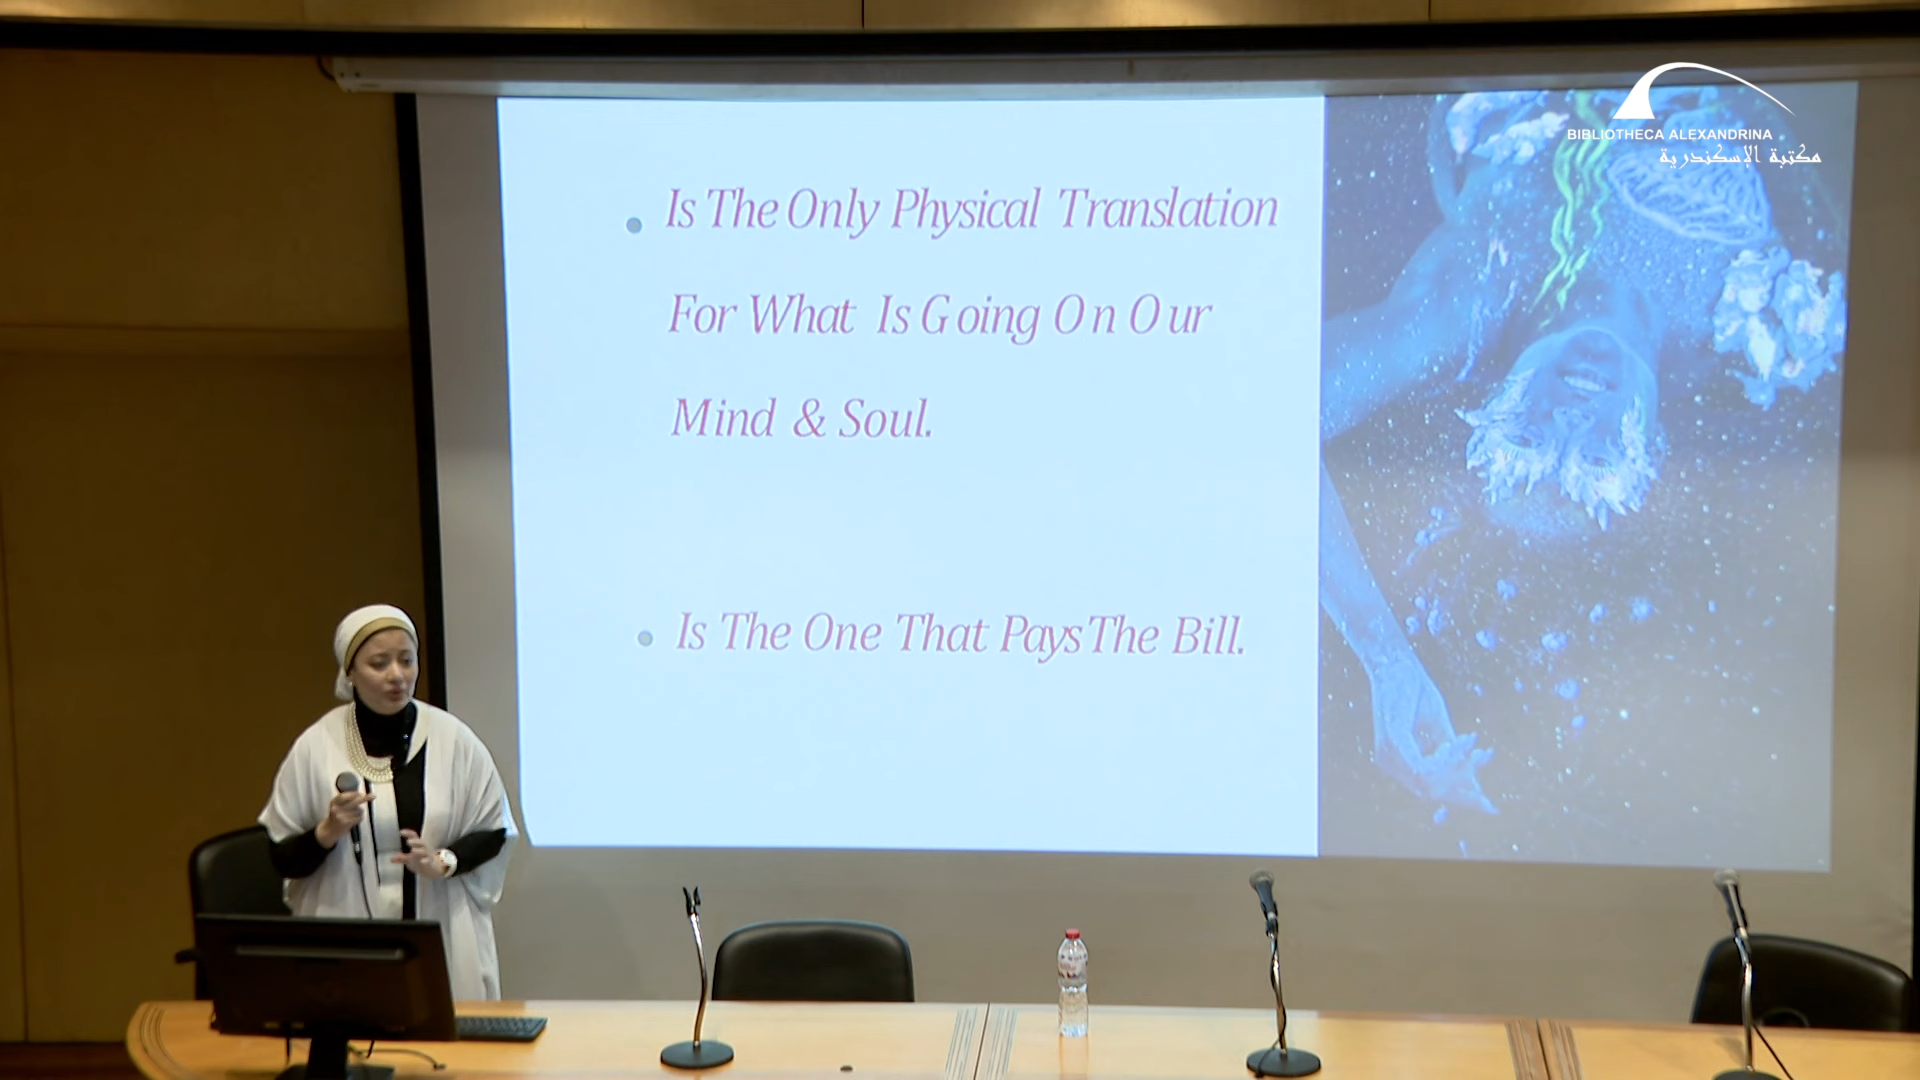 BIBLIOTHECA ALEXANDRINA
مكتبة الإسكندرية
• Is The Only Physical Translation
For What Is Going On Our
Mind & Soul.
• Is The One That Pays The Bill.